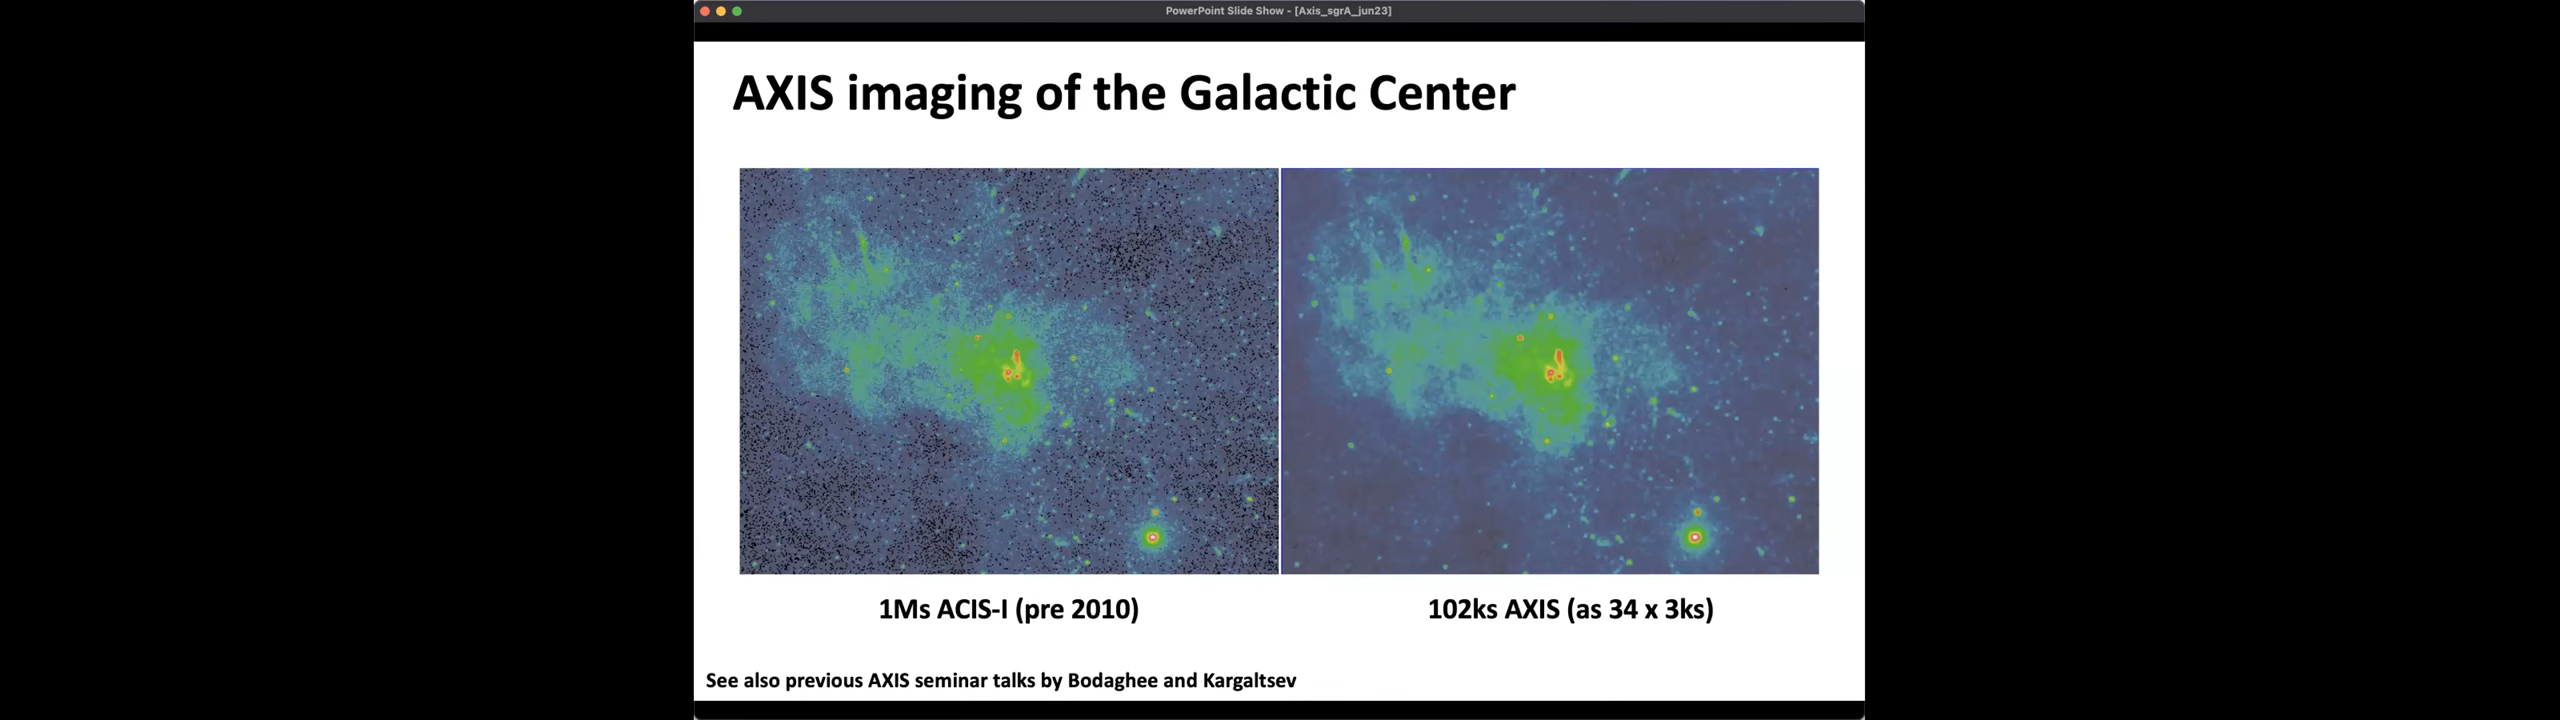 PowerPoint Slide Show - [Axis_sgrA_jun23]
AXIS imaging of the Galactic Center
1Ms ACIS-I (pre 2010)
102ks AXIS (as 34 x 3ks)
See also previous AXIS seminar talks by Bodaghee and Kargaltsev